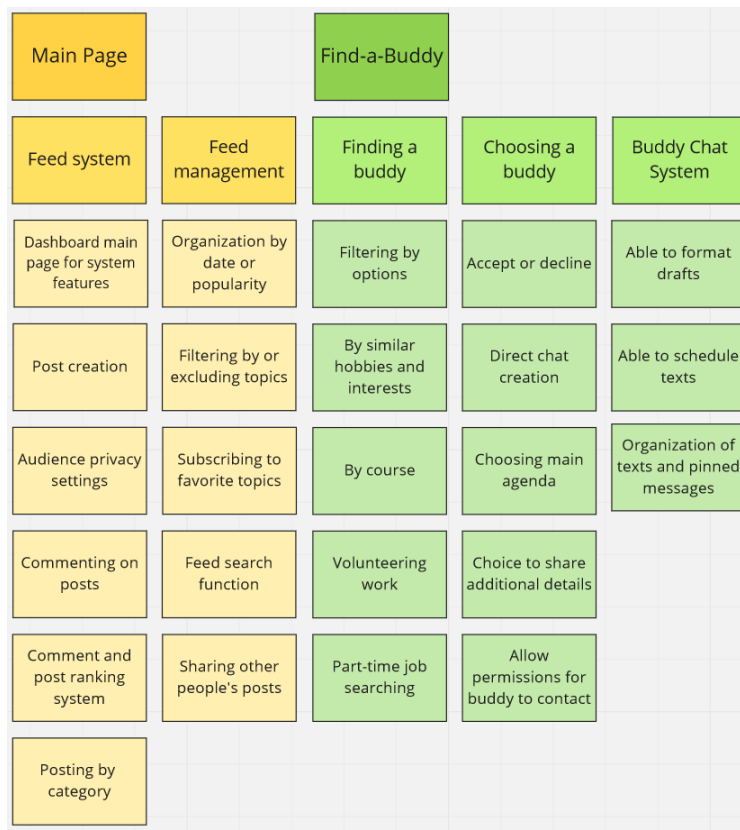 Main Page
Find-a-Buddy
Feed system
Feed
management
Finding a
buddy
Choosing a
buddy
Buddy Chat
System
Dashboard main
page for system
features
Organization by
date or
popularity
Filtering by
options
Accept or decline
Able to format
drafts
Post creation
Filtering by or
excluding topics
By similar
hobbies and
interests
Direct chat
creation
Able to schedule
texts
Audience privacy
settings
Subscribing to
favorite topics
By course
Choosing main
agenda
Organization of
texts and pinned
messages
Commenting on
posts
Feed search
function
Volunteering
work
Choice to share
additional details
Comment and
post ranking
system
Sharing other
people's posts
Part-time job
searching
Allow
permissions for
buddy to contact
Posting by
category